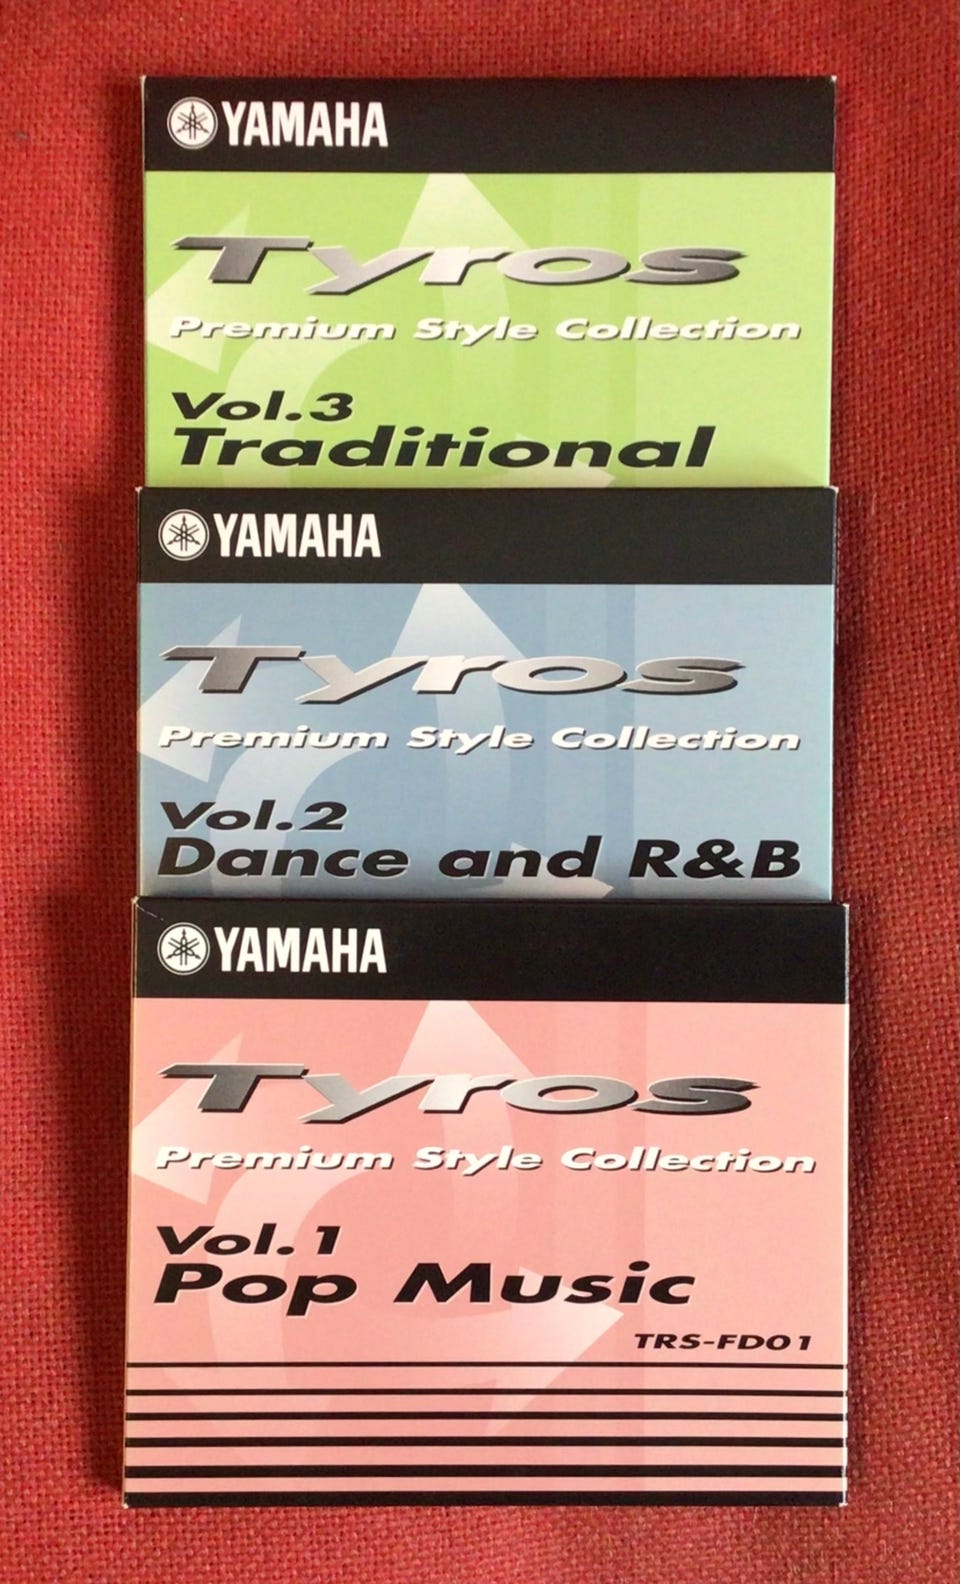 YAMAHA
Tyros
Premium Style Collection
Vol.3
Traditional
YAMAHA
Tyros
Premium Style Collection
Vol.2
Dance and R&B
YAMAHA
Tyros
Premium Style Collection
Vol.1
Pop Music
TRS-FD01